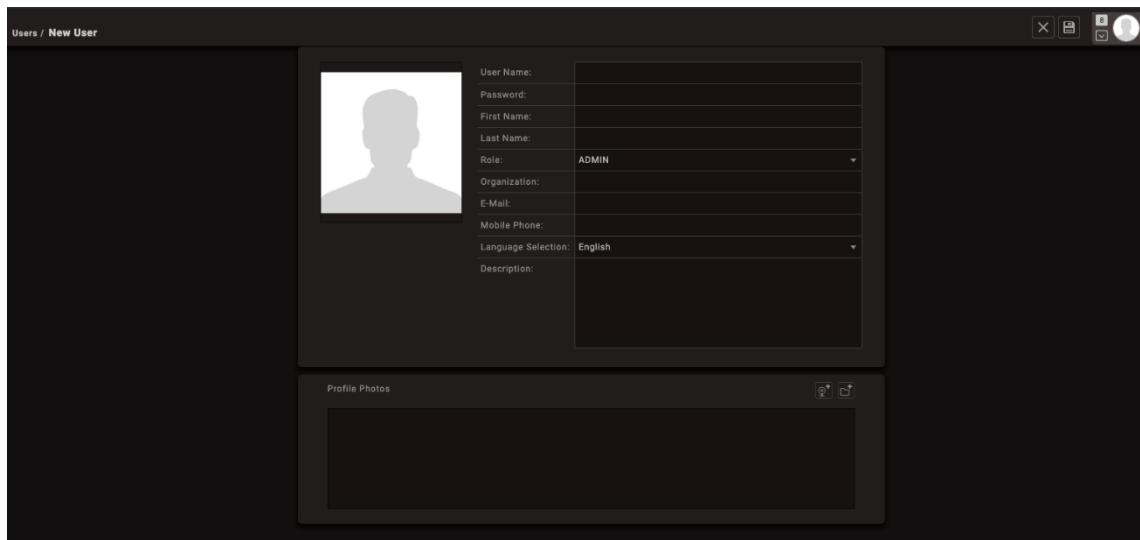 Users / New User
8
User Name:
Password:
First Name:
Last Name:
Role: ADMIN
Organization:
E-Mail:
Mobile Phone:
Language Selection: English
Description:
Profile Photos